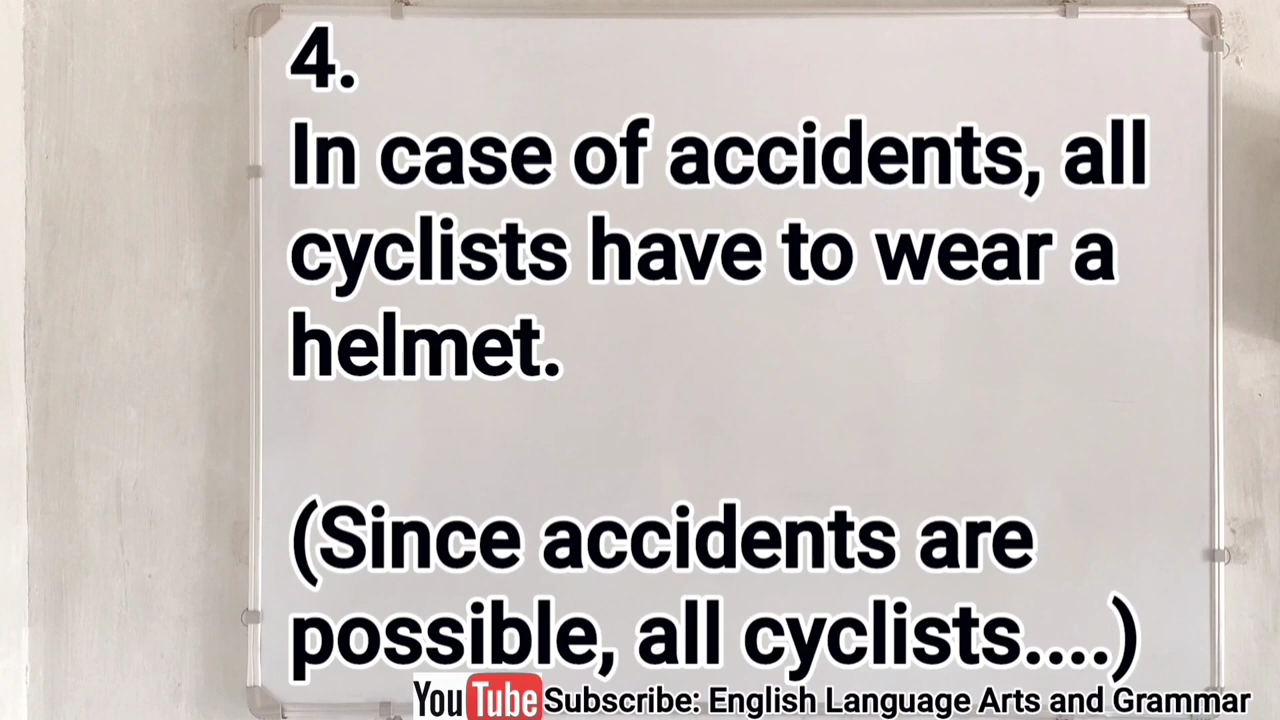 4.
In case of accidents, all
cyclists have to wear a
helmet.
(Since accidents are
possible, all cyclists....)
YouTube Subscribe: English Language Arts and Grammar